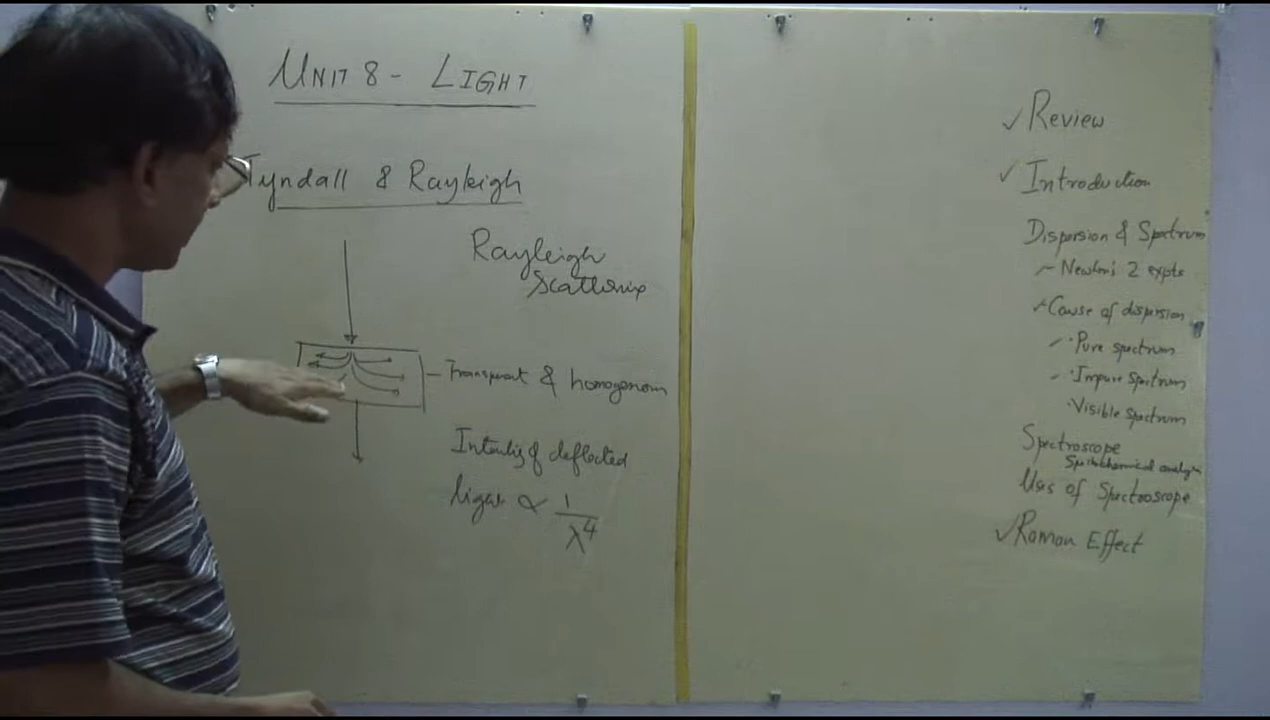 UNIT 8 - LIGHT
Tyndall & Rayleigh
Rayleigh
Scattering
Transparent & homogenous
Intensity of deflected
light ∝ 1/λ⁴
✓ Review
✓ Introduction
Dispersion & Spectrum
- Newton's 2 expts
✓ Cause of dispersion
- · Pure spectrum
- · Impure spectrum
· Visible spectrum
Spectroscope
Spectrochemical analysis
Uses of Spectroscope
✓ Raman Effect